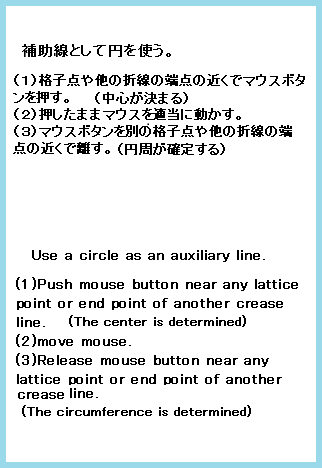 補助線として円を使う。
(1)格子点や他の折線の端点の近くでマウスボタ
ンを押す。　(中心が決まる)
(2)押したままマウスを適当に動かす。
(3)マウスボタンを別の格子点や他の折線の端
点の近くで離す。(円周が確定する)
Use a circle as an auxiliary line.
(1)Push mouse button near any lattice
point or end point of another crease
line.　(The center is determined)
(2)move mouse.
(3)Release mouse button near any
lattice point or end point of another
crease line.
(The circumference is determined)